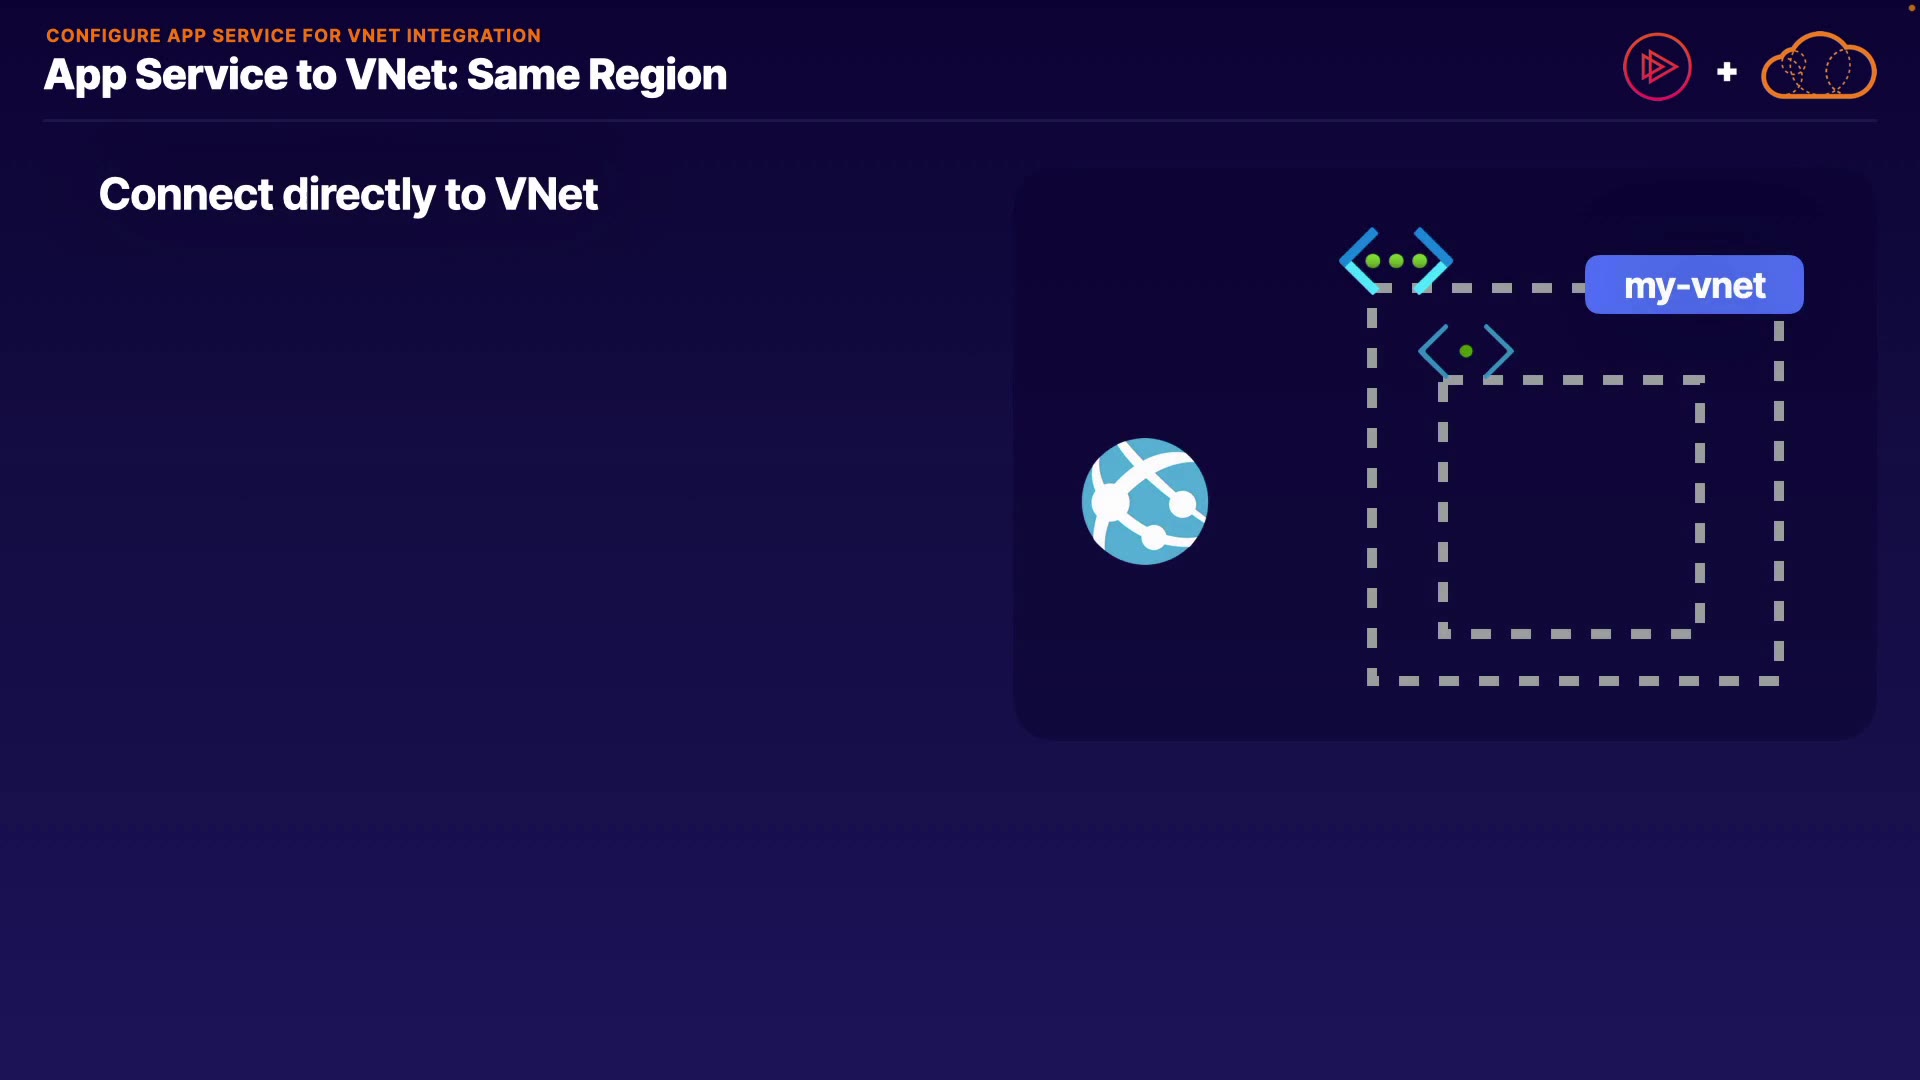 CONFIGURE APP SERVICE FOR VNET INTEGRATION
App Service to VNet: Same Region
Connect directly to VNet
my-vnet